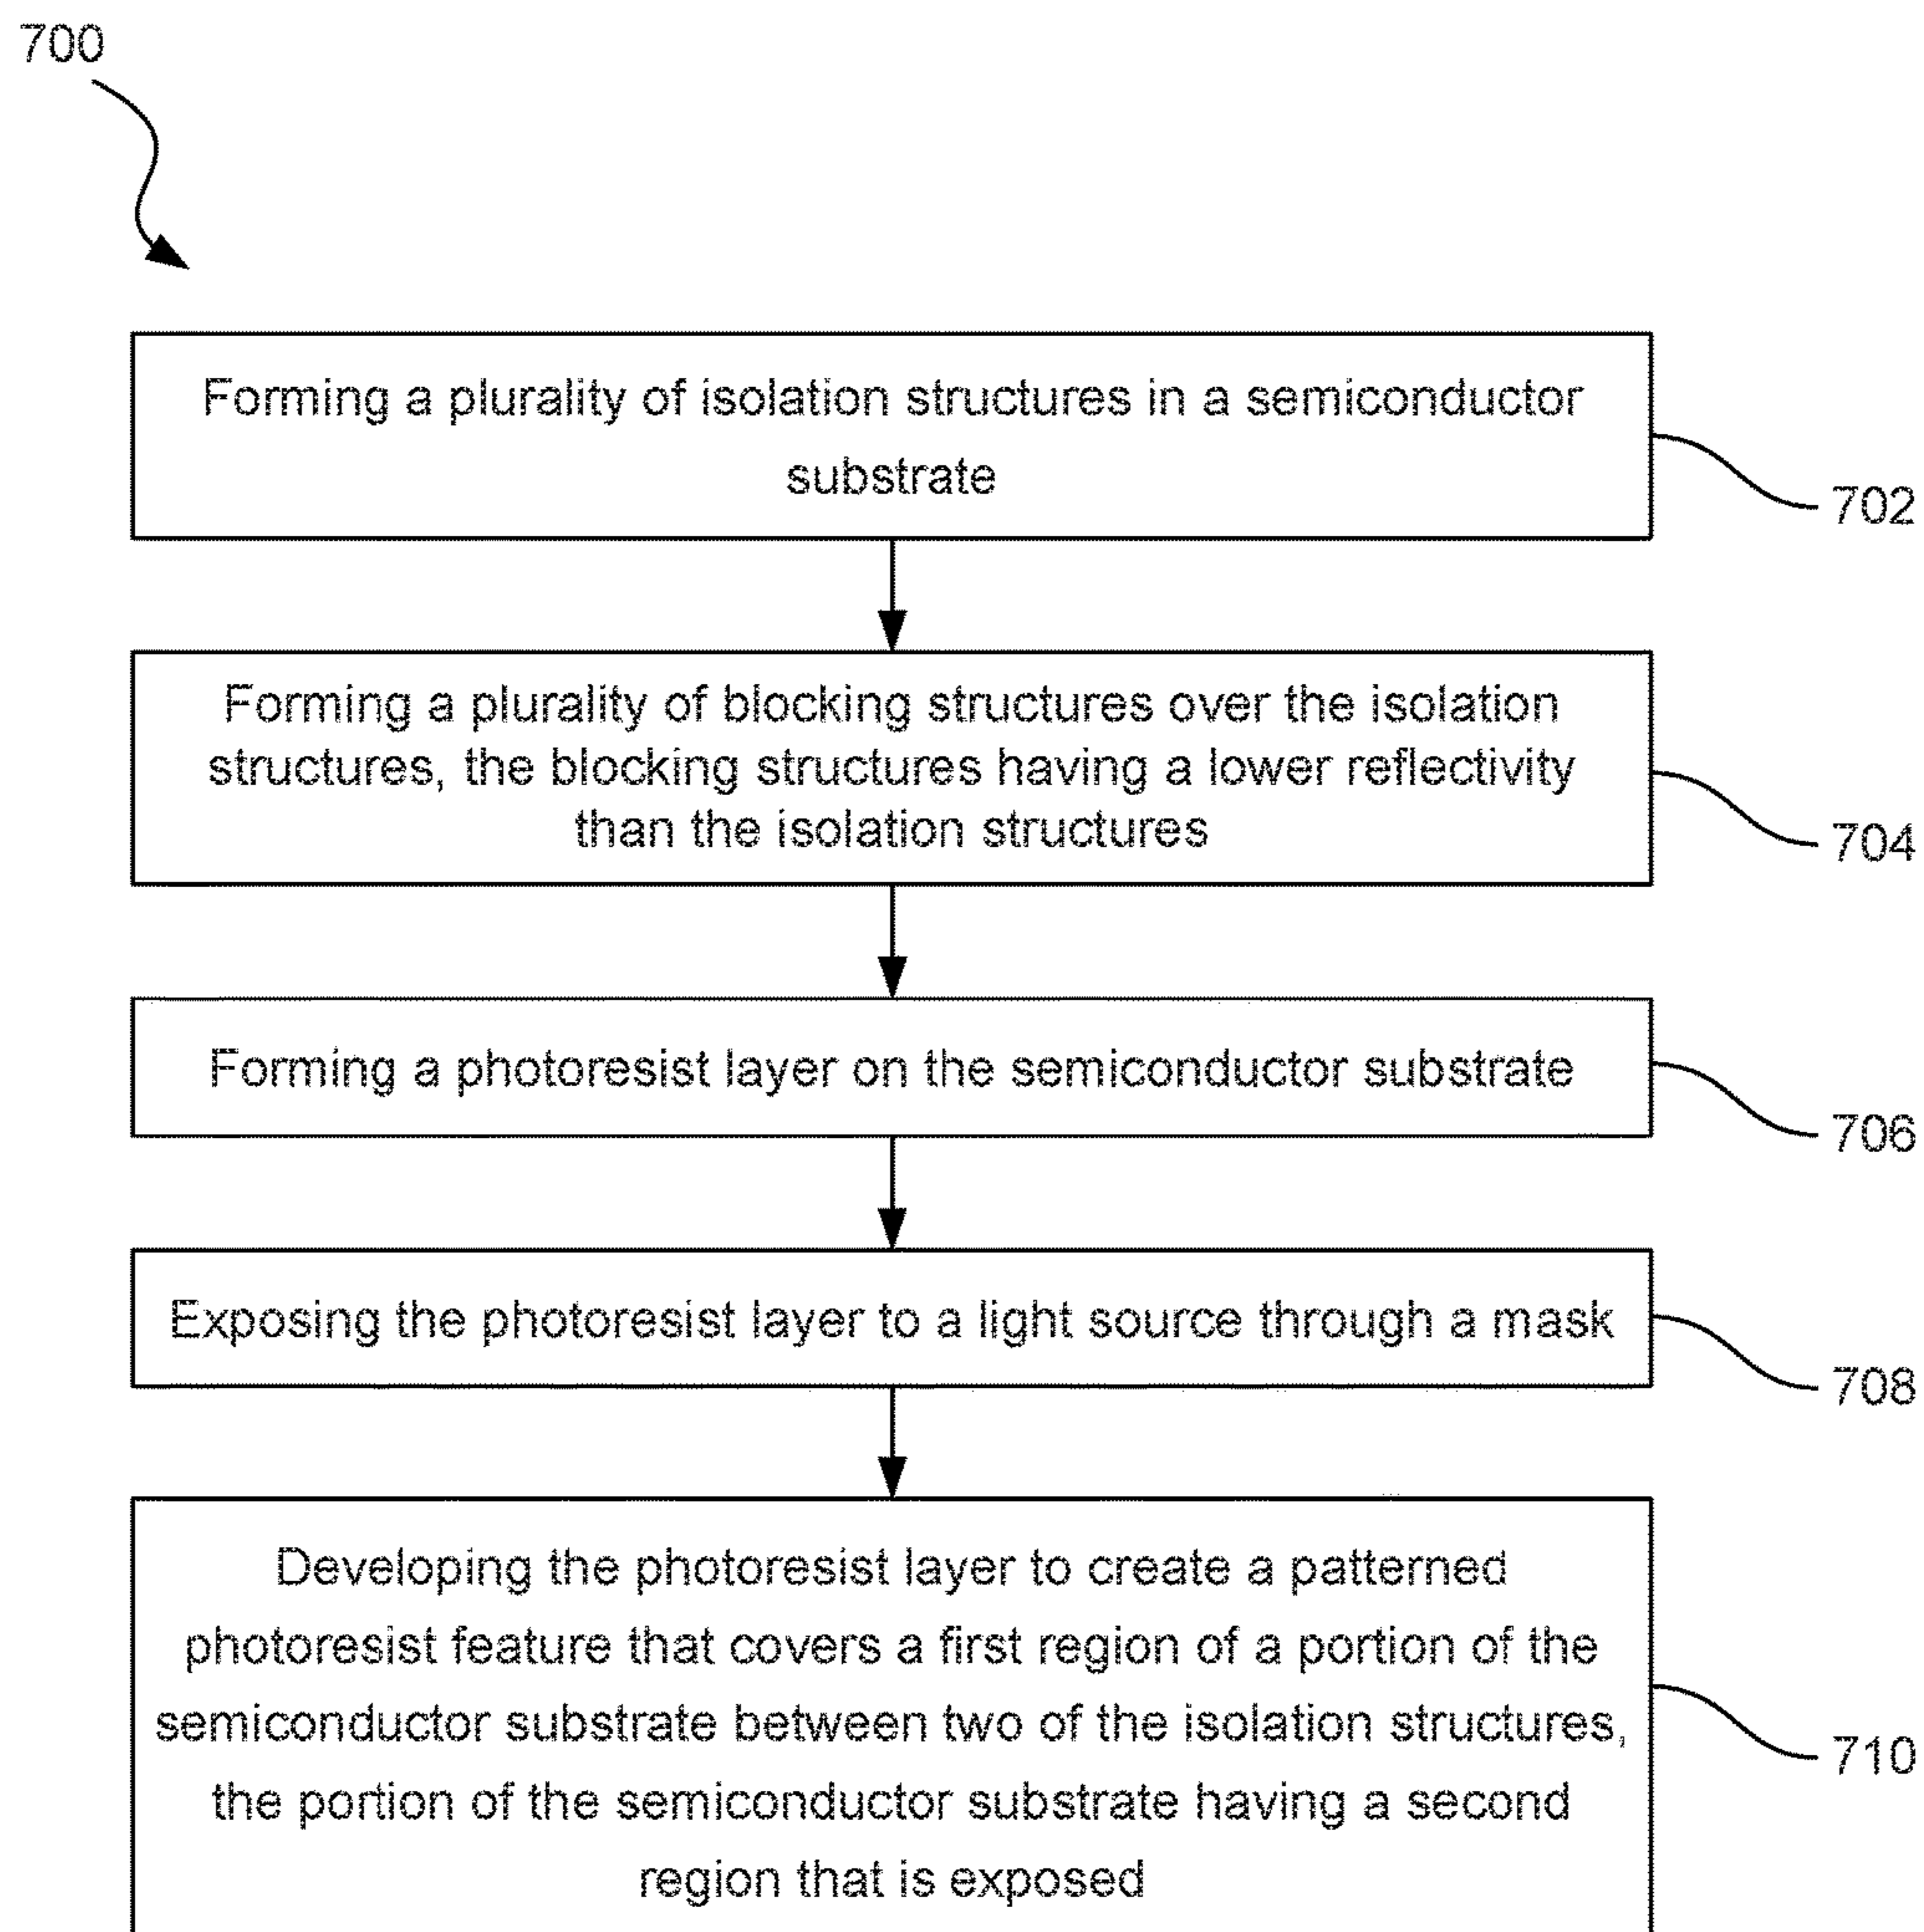 700
Forming a plurality of isolation structures in a semiconductor
substrate
702
Forming a plurality of blocking structures over the isolation
structures, the blocking structures having a lower reflectivity
than the isolation structures
704
Forming a photoresist layer on the semiconductor substrate
706
Exposing the photoresist layer to a light source through a mask
708
Developing the photoresist layer to create a patterned
photoresist feature that covers a first region of a portion of the
semiconductor substrate between two of the isolation structures,
the portion of the semiconductor substrate having a second
region that is exposed
710